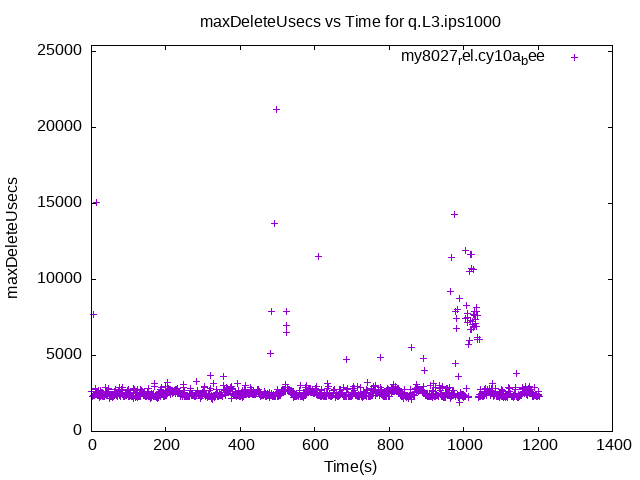 maxDeleteUsecs vs Time for q.L3.ips1000
my8027rel.cy10abee
25000
20000
15000
10000
5000
0
maxDeleteUsecs
0 200 400 600 800 1000 1200 1400
Time(s)